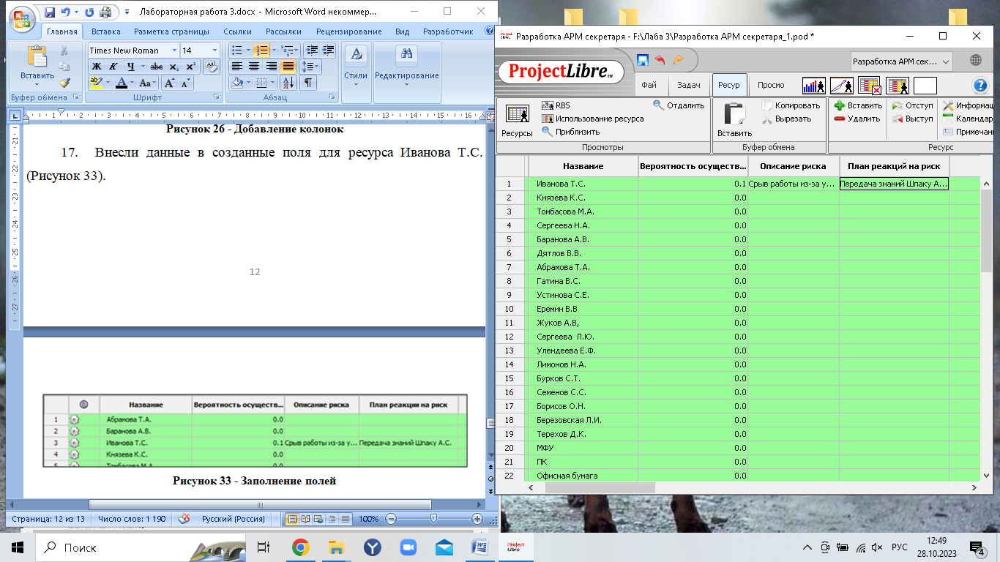 Лабораторная работа 3.docx - Microsoft Word некоммер...
Главная Вставка Разметка страницы Ссылки Рассылки Рецензирование Вид Разработчик
Вставить
Times New Roman 14
Ж К Ч abc x₂ x² Aa
Стили
Редактирование
Буфер обмена Шрифт Абзац
Рисунок 26 - Добавление колонок
17. Внесли данные в созданные поля для ресурса Иванова Т.С.
(Рисунок 33).
12
Название Вероятность осуществ... Описание риска План реакции на риск
1 Абрамова Т.А. 0.0
2 Баранова А.В. 0.0
3 Иванова Т.С. 0.1 Срыв работы из-за у... Передача знаний Шпаку А.С.
4 Князева К.С. 0.0
5 Томбасова М.А. 0.0
Рисунок 33 - Заполнение полей
Страница: 12 из 13 Число слов: 1 190 Русский (Россия) 100%
Разработка АРМ секретаря - F:\Лаба 3\Разработка АРМ секретаря_1.pod *
ProjectLibre™
Разработка АРМ сек...
Фай Задач Ресур Просмо
Ресурсы
RBS
Использование ресурса
Приблизить
Отдалить
Просмотры
Вставить
Копировать
Вырезать
Буфер обмена
Вставить
Удалить
Отступ
Выступ
Информац
Календар
Примечани
Ресурс
Название Вероятность осуществ... Описание риска План реакций на риск
1 Иванова Т.С. 0.1 Срыв работы из-за у... Передача знаний Шпаку А...
2 Князева К.С. 0.0
3 Томбасова М.А. 0.0
4 Сергеева Н.А. 0.0
5 Баранова А.В. 0.0
6 Дятлов В.В. 0.0
7 Абрамова Т.А. 0.0
8 Гатина В.С. 0.0
9 Устинова С.Е. 0.0
10 Еремин В.В 0.0
11 Жуков А.В, 0.0
12 Сергеева Л.Ю. 0.0
13 Улендеева Е.Ф. 0.0
14 Лимонов Н.А. 0.0
15 Бурков С.Т. 0.0
16 Семенов С.С. 0.0
17 Борисов О.Н. 0.0
18 Березовская Л.И. 0.0
19 Терехов Д.К. 0.0
20 МФУ 0.0
21 ПК 0.0
22 Офисная бумага 0.0
Поиск
РУС
12:49
28.10.2023
4